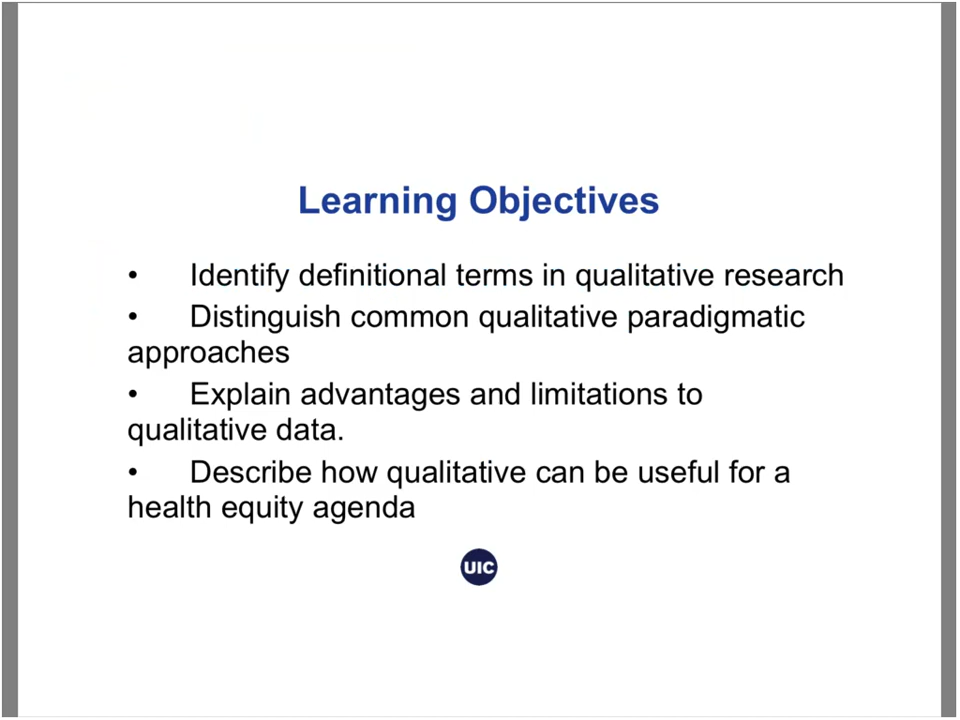 Learning Objectives
• Identify definitional terms in qualitative research
• Distinguish common qualitative paradigmatic
approaches
• Explain advantages and limitations to
qualitative data.
• Describe how qualitative can be useful for a
health equity agenda
UIC